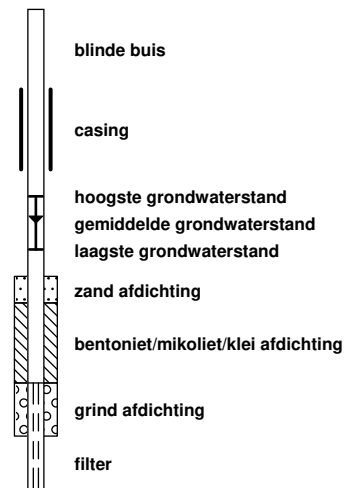 blinde buis
casing
hoogste grondwaterstand
gemiddelde grondwaterstand
laagste grondwaterstand
zand afdichting
bentoniet/mikoliet/klei afdichting
grind afdichting
filter